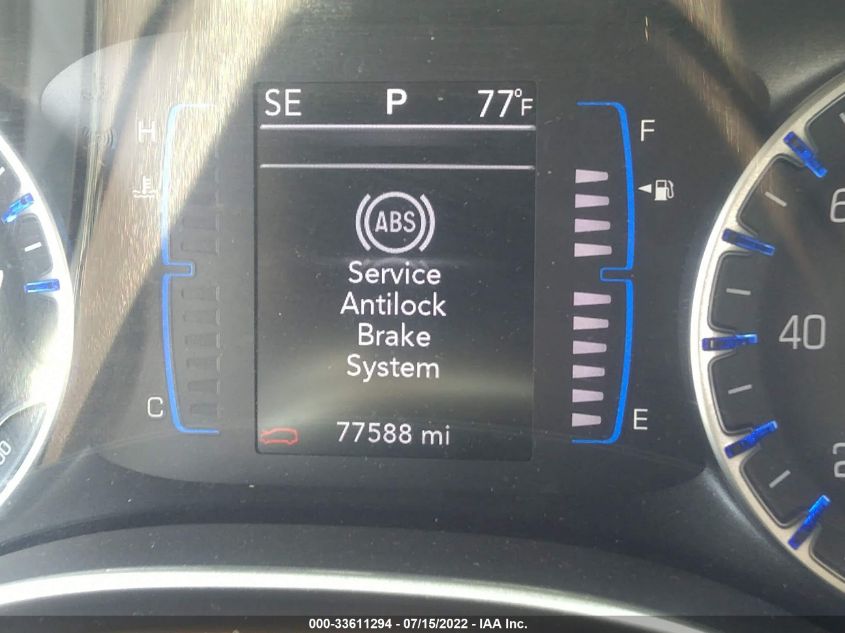 SE P 77°F
H F
ABS
Service
Antilock
Brake
System
C E
77588 mi
40
000-33611294 - 07/15/2022 - IAA Inc.